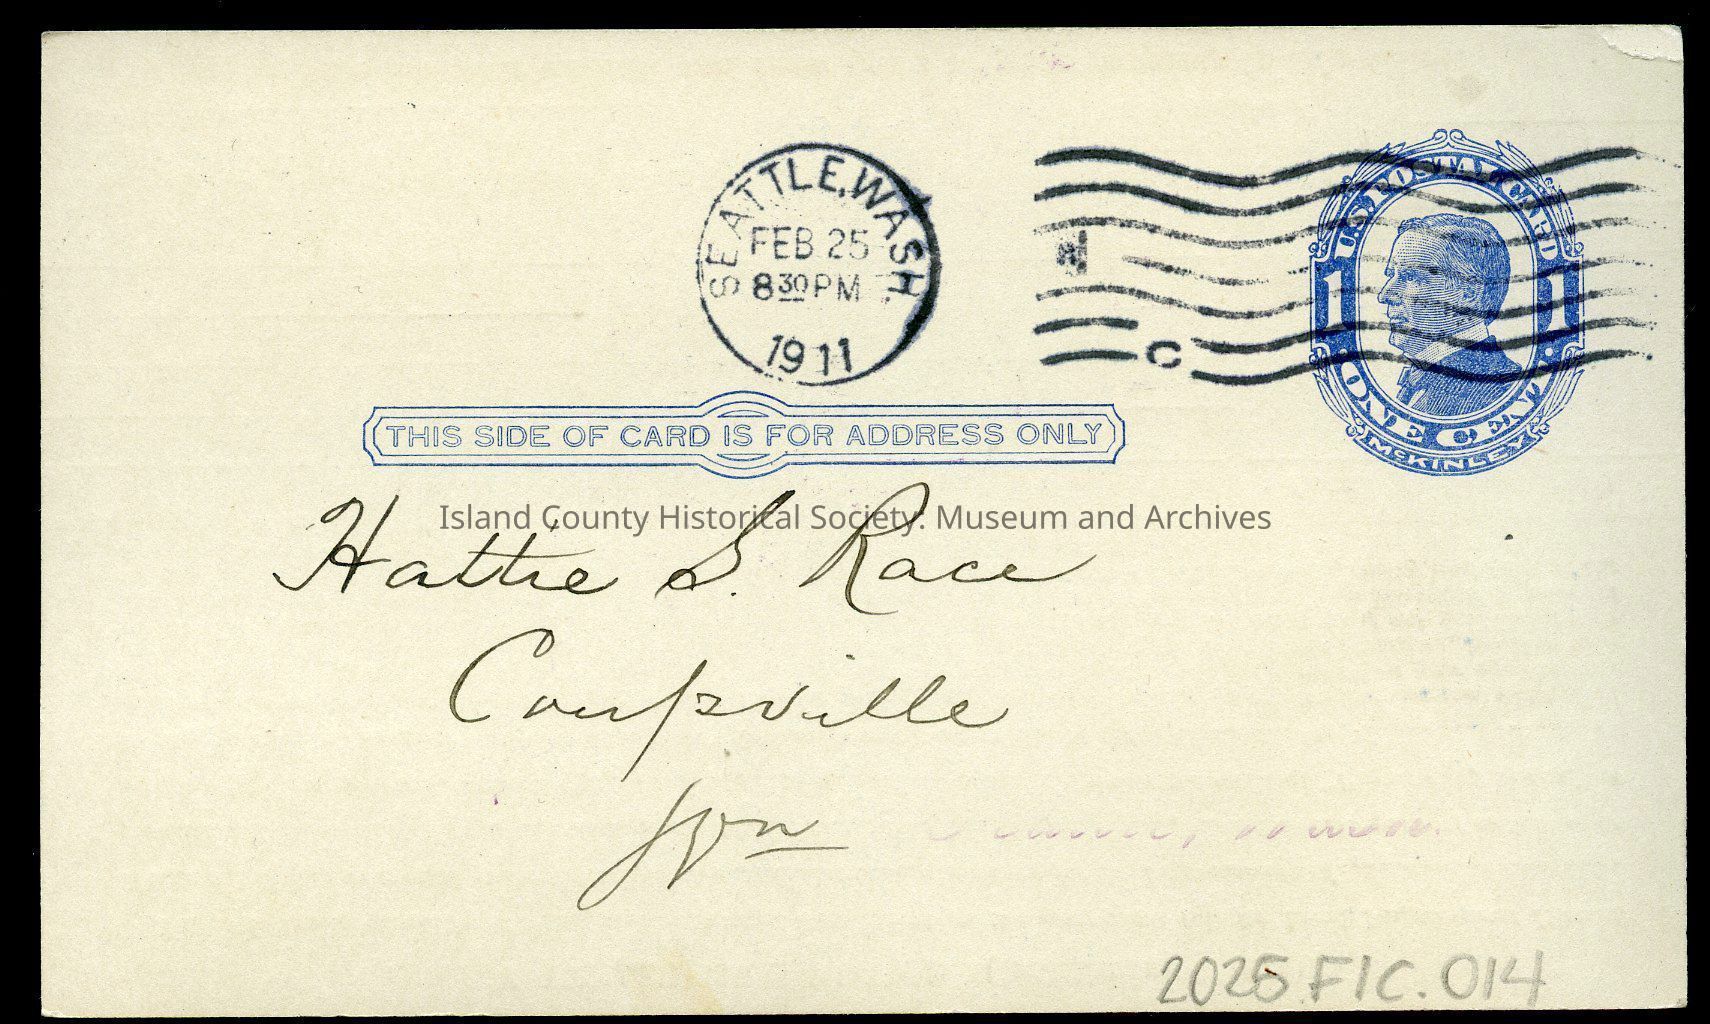 SEATTLE, WASH.
FEB 25
8 30 PM
1911
C
U.S. POSTAL CARD
1 1
ONE CENT
McKINLEY
THIS SIDE OF CARD IS FOR ADDRESS ONLY
Island County Historical Society: Museum and Archives
Hattie S. Race
Coupville
Wn
2025.FIC.014